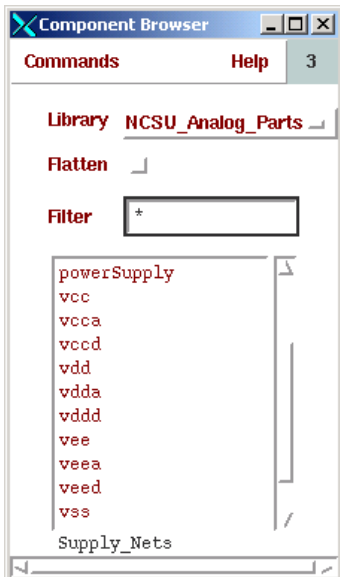 Component Browser
Commands Help 3
Library NCSU_Analog_Parts
Flatten
Filter *
powerSupply
vcc
vcca
vccd
vdd
vdda
vddd
vee
veea
veed
vss
Supply_Nets